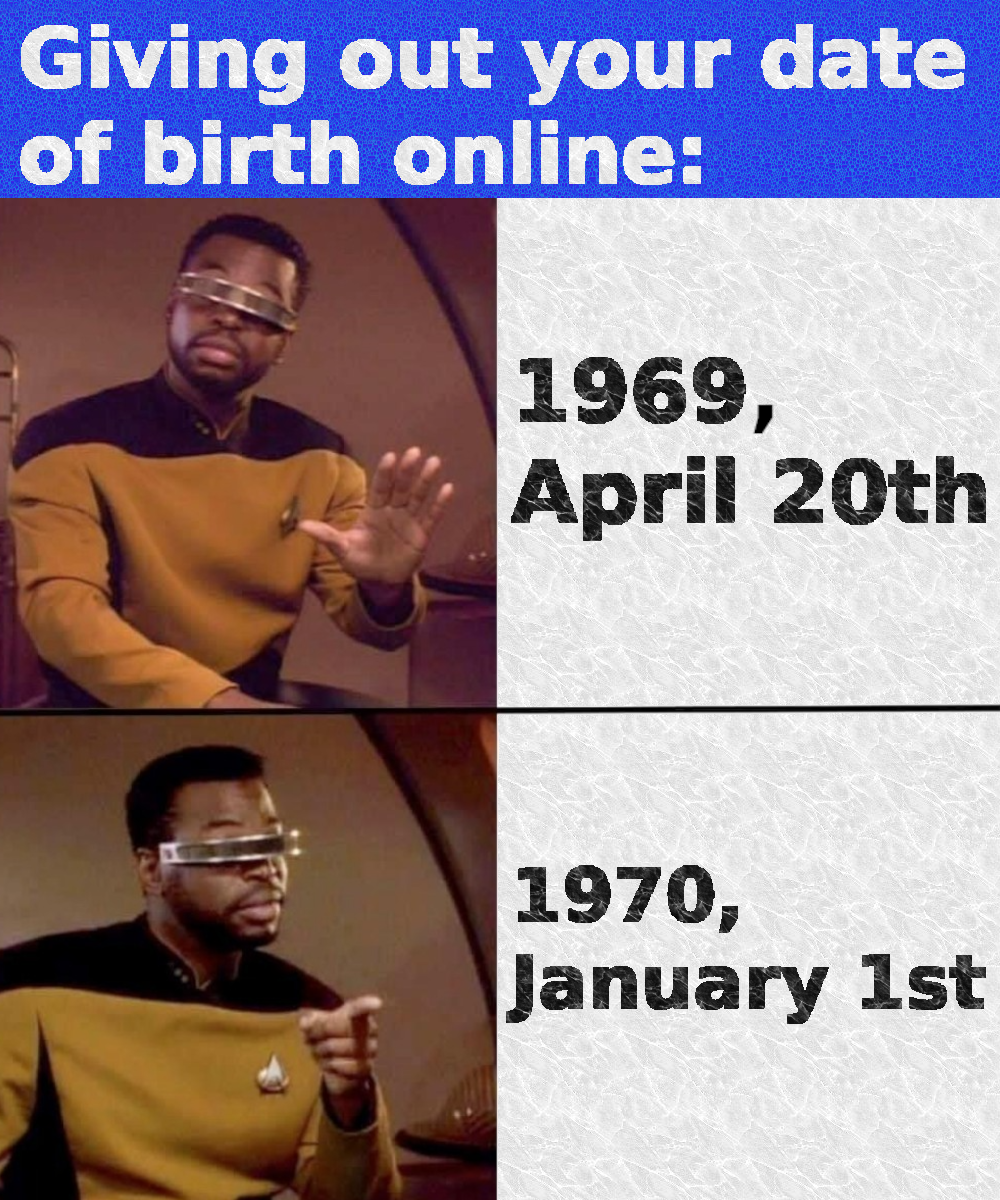 Giving out your date
of birth online:
1969,
April 20th
1970,
January 1st